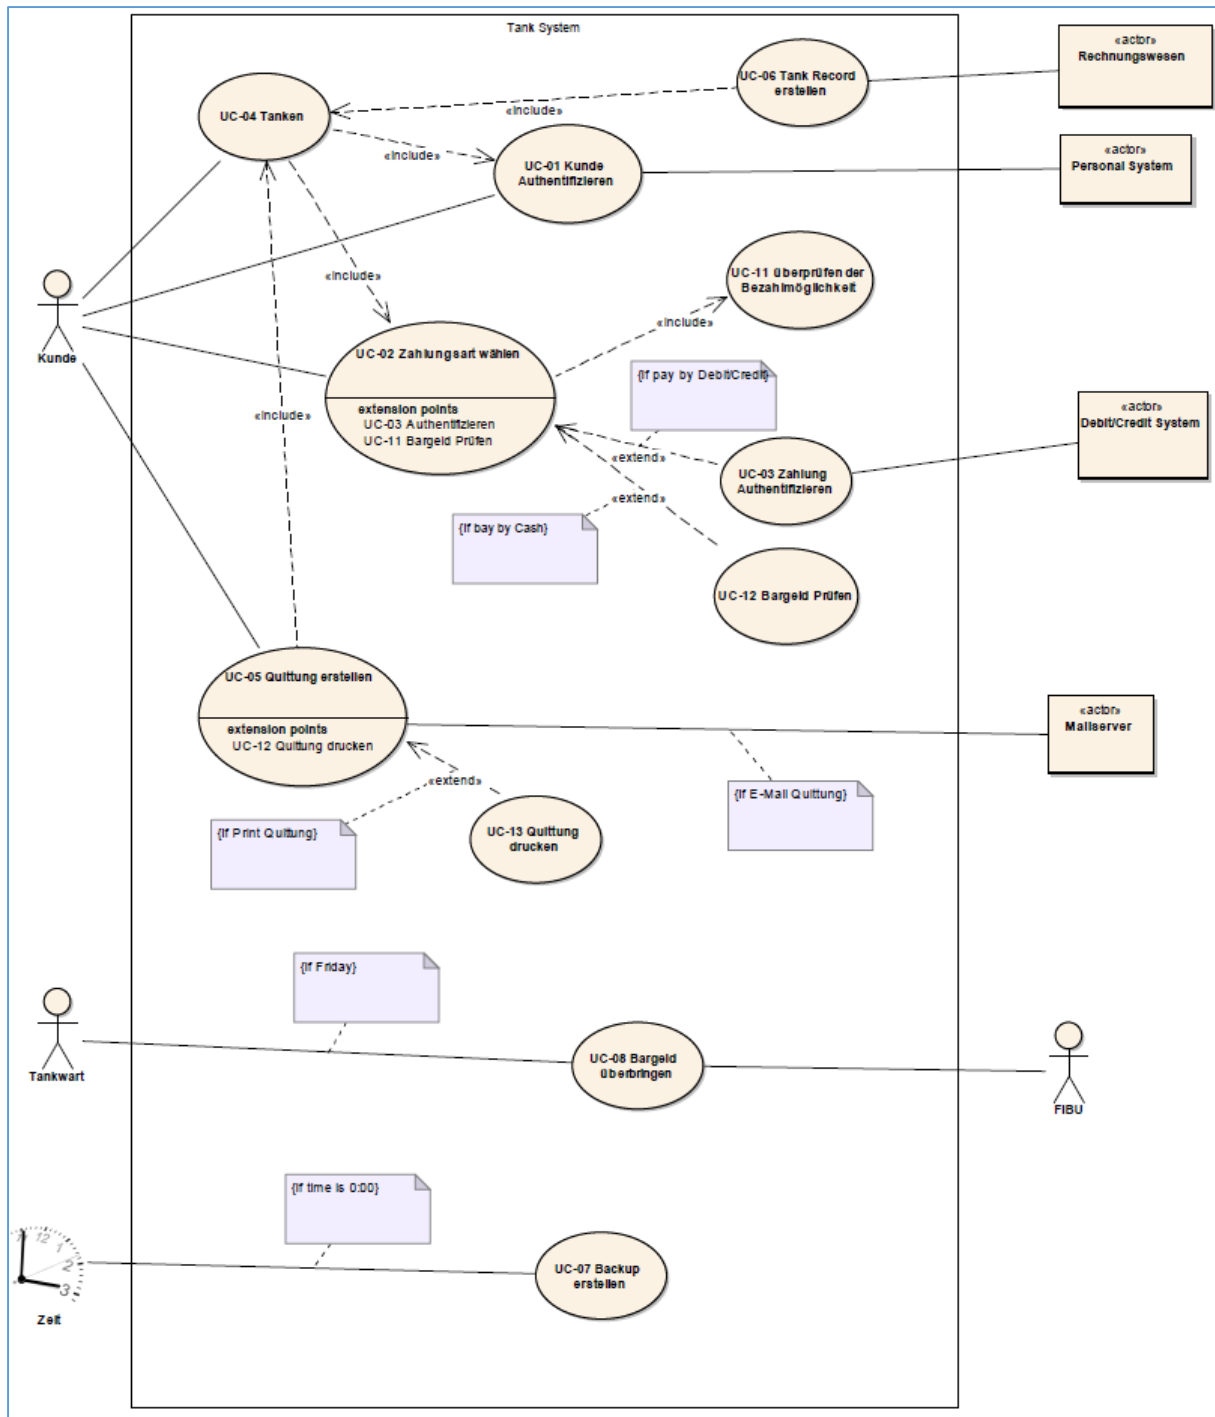 Tank System
«actor»
Rechnungswesen
UC-06 Tank Record
erstellen
UC-04 Tanken
«include»
«include»
UC-01 Kunde
Authentifizieren
«actor»
Personal System
UC-11 überprüfen der
Bezahlmöglichkeit
«include»
«include»
Kunde
UC-02 Zahlungsart wählen
extension points
UC-03 Authentifizieren
UC-11 Bargeld Prüfen
{If pay by Debit/Credit}
«include»
«actor»
Debit/Credit System
«extend»
UC-03 Zahlung
Authentifizieren
«extend»
{If bay by Cash}
UC-12 Bargeld Prüfen
UC-05 Quittung erstellen
extension points
UC-12 Quittung drucken
«actor»
Mailserver
«extend»
{If E-Mail Quittung}
{If Print Quittung}
UC-13 Quittung
drucken
{If Friday}
Tankwart
UC-08 Bargeld
überbringen
FIBU
{If time is 0:00}
11 12 1
2
3
UC-07 Backup
erstellen
Zeit